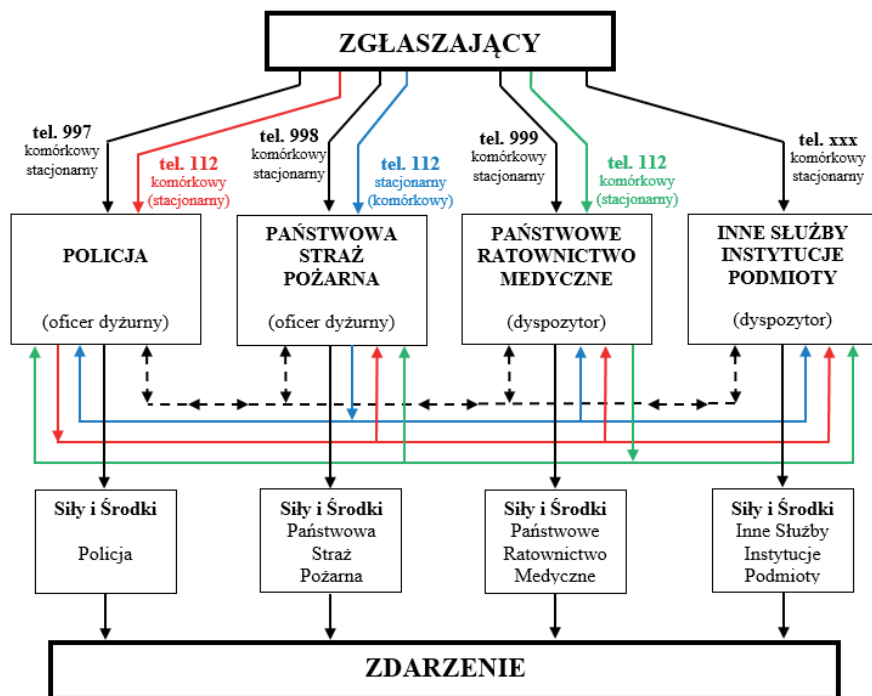 ZGŁASZAJĄCY
tel. 997
komórkowy
stacjonarny
tel. 112
komórkowy
(stacjonarny)
tel. 998
komórkowy
stacjonarny
tel. 112
stacjonarny
(komórkowy)
tel. 999
komórkowy
stacjonarny
tel. 112
komórkowy
(stacjonarny)
tel. xxx
komórkowy
stacjonarny
POLICJA
(oficer dyżurny)
PAŃSTWOWA
STRAŻ
POŻARNA
(oficer dyżurny)
PAŃSTWOWE
RATOWNICTWO
MEDYCZNE
(dyspozytor)
INNE SŁUŻBY
INSTYTUCJE
PODMIOTY
(dyspozytor)
Siły i Środki
Policja
Siły i Środki
Państwowa
Straż
Pożarna
Siły i Środki
Państwowe
Ratownictwo
Medyczne
Siły i Środki
Inne Służby
Instytucje
Podmioty
ZDARZENIE